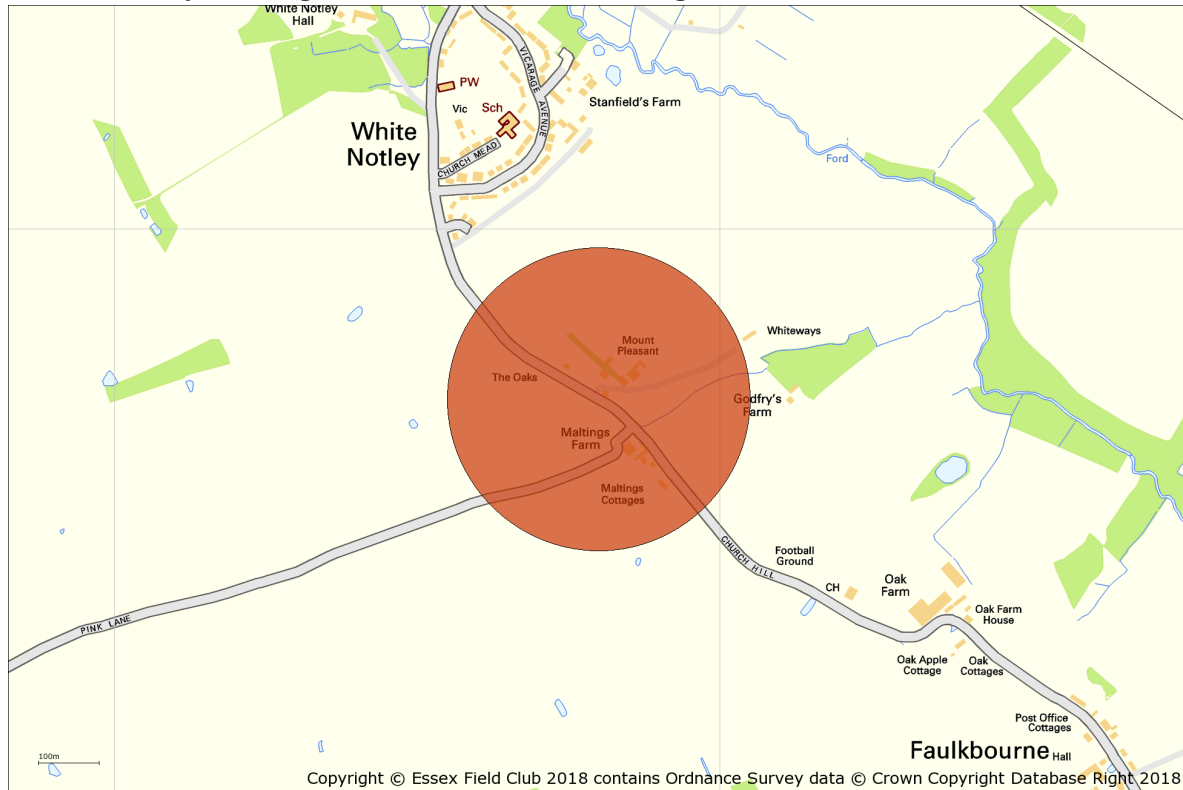 White Notley
Hall
PW
Vic
Sch
VICARAGE AVENUE
Stanfield's Farm
White
Notley
CHURCH MEAD
Ford
Whiteways
Mount
Pleasant
The Oaks
Godfry's
Farm
Maltings
Farm
Maltings
Cottages
CHURCH HILL
Football
Ground
CH
Oak
Farm
Oak Farm
House
PINK LANE
Oak Apple
Cottage
Oak
Cottages
Post Office
Cottages
Faulkbourne
Hall
100m
Copyright © Essex Field Club 2018 contains Ordnance Survey data © Crown Copyright Database Right 2018